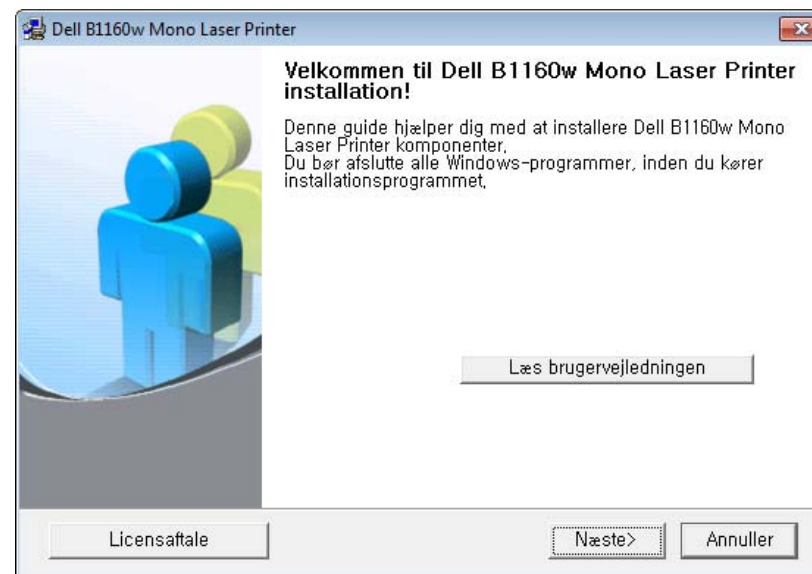 Dell B1160w Mono Laser Printer
Velkommen til Dell B1160w Mono Laser Printer
installation!
Denne guide hjælper dig med at installere Dell B1160w Mono
Laser Printer komponenter.
Du bør afslutte alle Windows-programmer, inden du kører
installationsprogrammet.
Læs brugervejledningen
Licensaftale
Næste>
Annuller